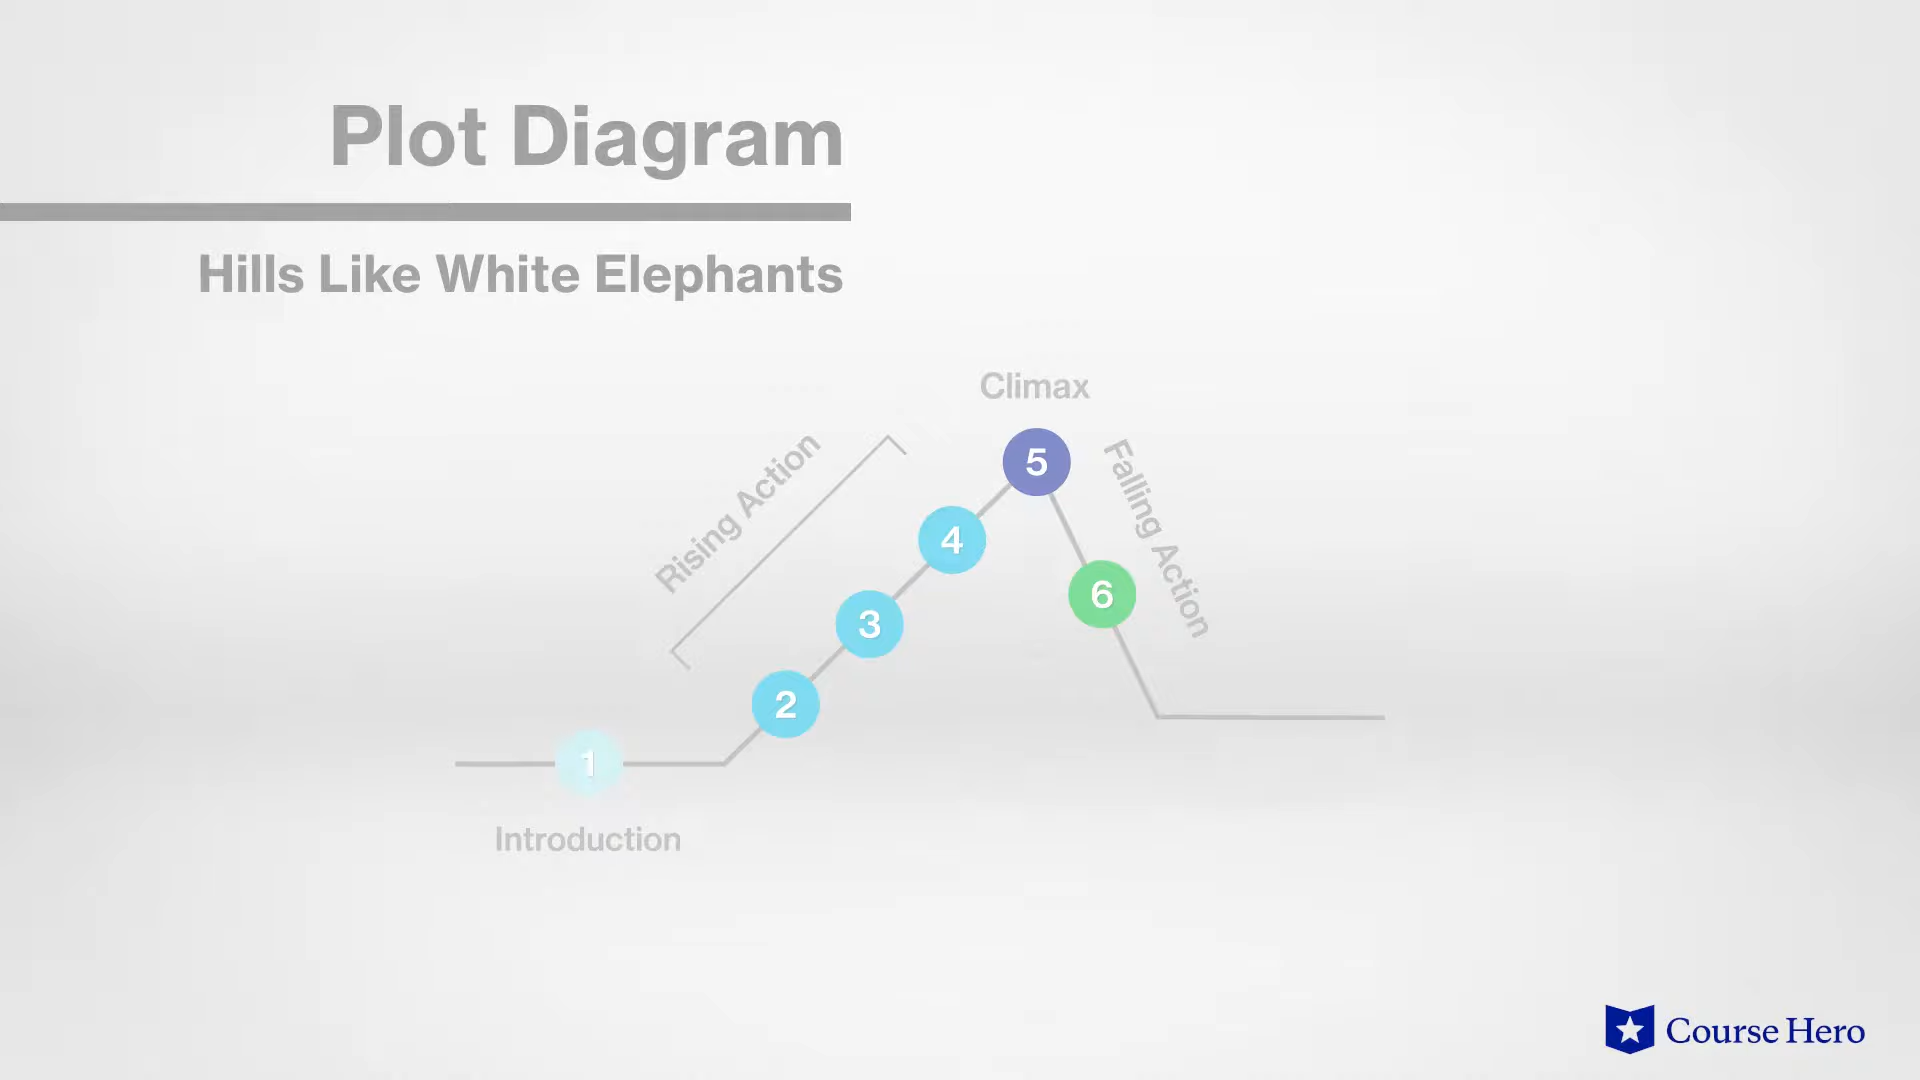 Plot Diagram
Hills Like White Elephants
Climax
Rising Action
Falling Action
5
4
6
3
2
1
Introduction
Course Hero